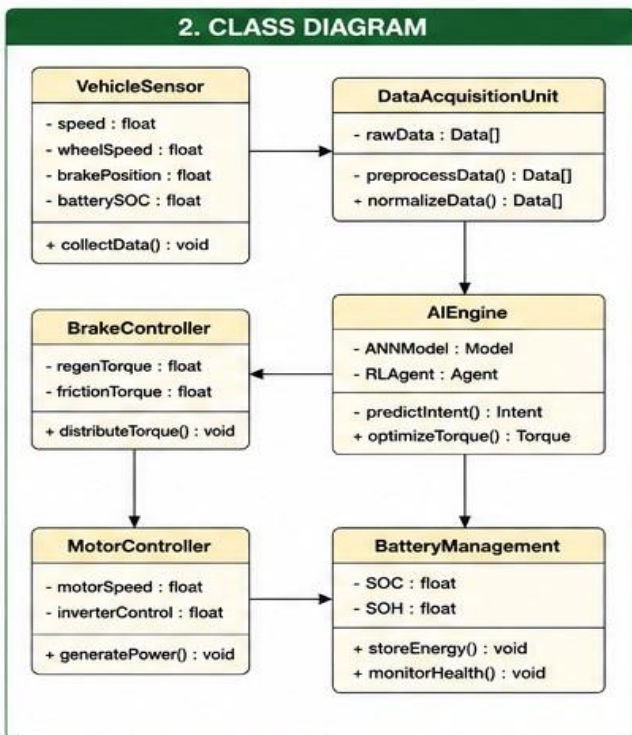 2. CLASS DIAGRAM
VehicleSensor
- speed : float
- wheelSpeed : float
- brakePosition : float
- batterySOC : float
+ collectData() : void
DataAcquisitionUnit
- rawData : Data[]
- preprocessData() : Data[]
+ normalizeData() : Data[]
BrakeController
- regenTorque : float
- frictionTorque : float
+ distributeTorque() : void
AIEngine
- ANNModel : Model
- RLAgent : Agent
- predictIntent() : Intent
+ optimizeTorque() : Torque
MotorController
- motorSpeed : float
- inverterControl : float
+ generatePower() : void
BatteryManagement
- SOC : float
- SOH : float
+ storeEnergy() : void
+ monitorHealth() : void